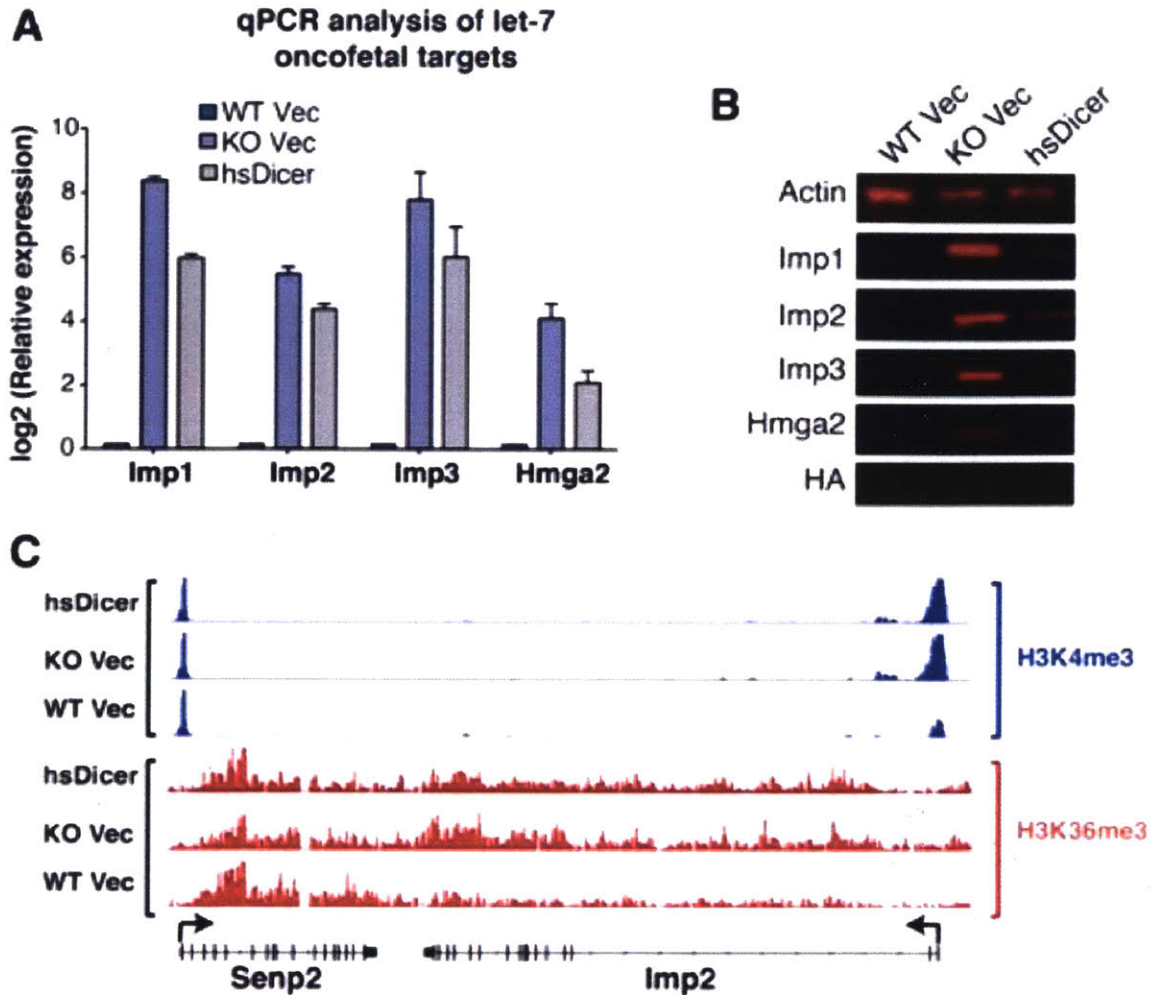 A
qPCR analysis of let-7
oncofetal targets
WT Vec
KO Vec
hsDicer
log2 (Relative expression)
10
8
6
4
2
0
Imp1
Imp2
Imp3
Hmga2
B
WT Vec
KO Vec
hsDicer
Actin
Imp1
Imp2
Imp3
Hmga2
HA
C
hsDicer
KO Vec
WT Vec
H3K4me3
hsDicer
KO Vec
WT Vec
H3K36me3
Senp2
Imp2